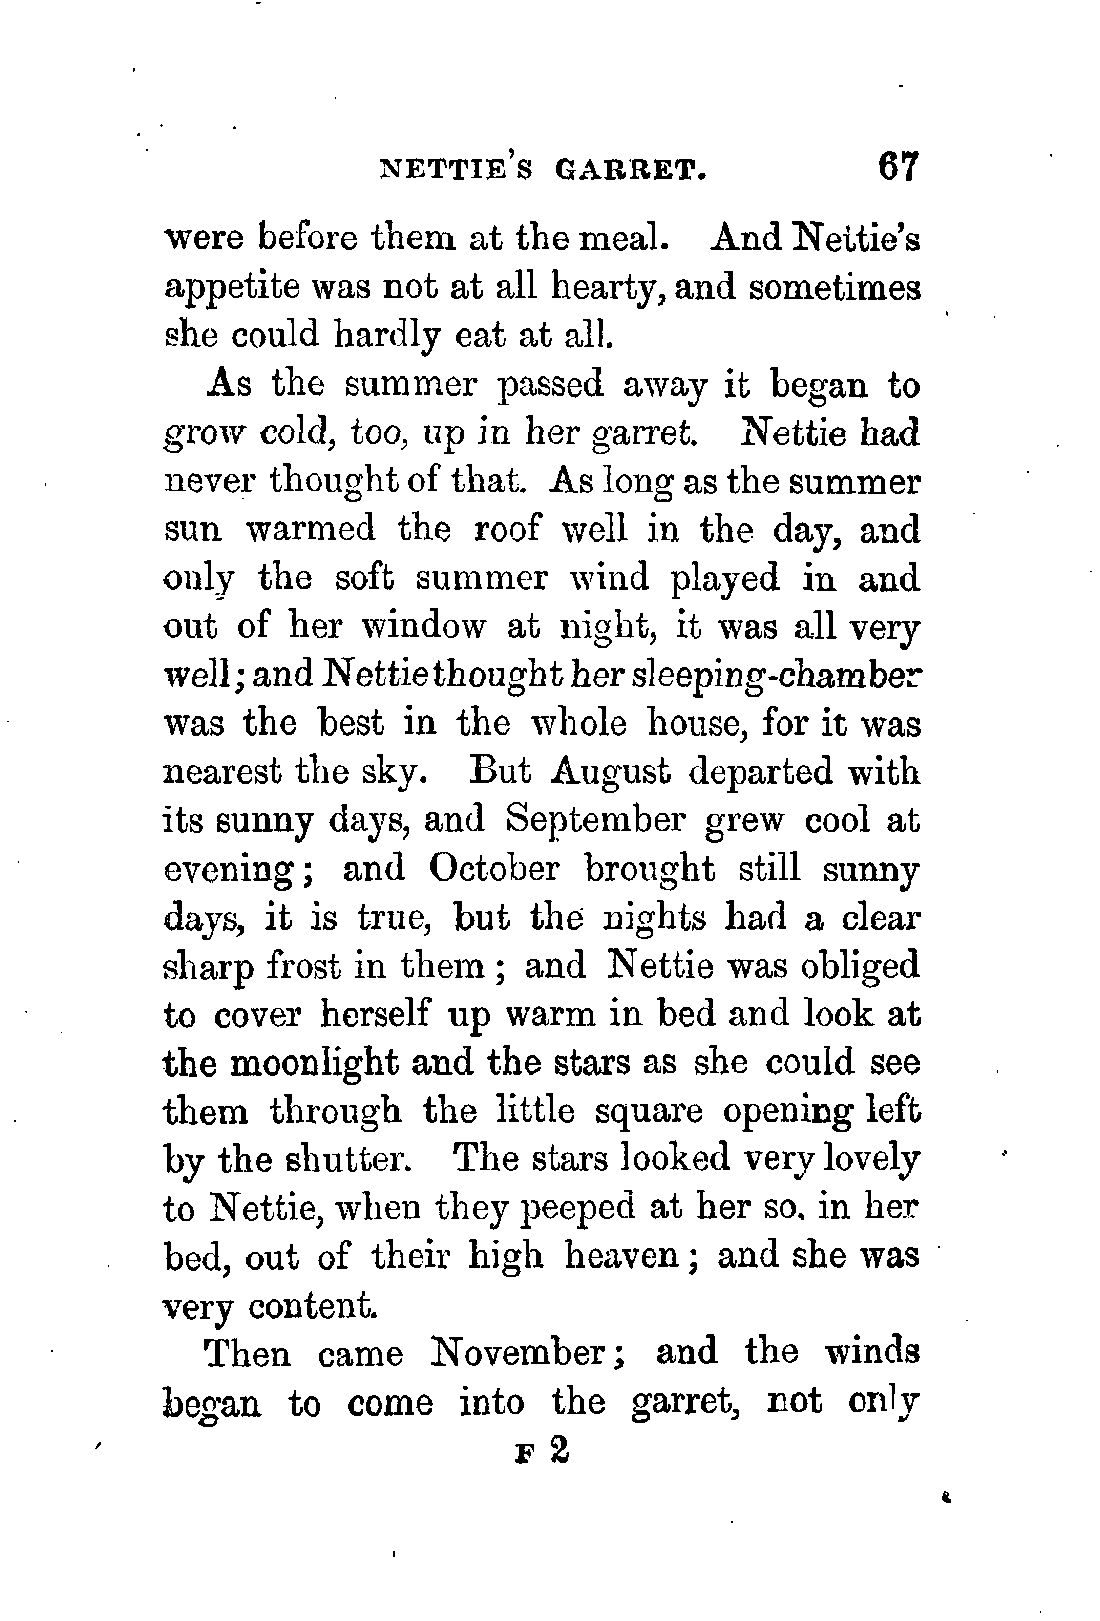 NETTIE'S GARRET. 67
were before them at the meal. And Nettie's
appetite was not at all hearty, and sometimes
she could hardly eat at all.
As the summer passed away it began to
grow cold, too, up in her garret. Nettie had
never thought of that. As long as the summer
sun warmed the roof well in the day, and
only the soft summer wind played in and
out of her window at night, it was all very
well; and Nettie thought her sleeping-chamber
was the best in the whole house, for it was
nearest the sky. But August departed with
its sunny days, and September grew cool at
evening; and October brought still sunny
days, it is true, but the nights had a clear
sharp frost in them; and Nettie was obliged
to cover herself up warm in bed and look at
the moonlight and the stars as she could see
them through the little square opening left
by the shutter. The stars looked very lovely
to Nettie, when they peeped at her so, in her
bed, out of their high heaven; and she was
very content.
Then came November; and the winds
began to come into the garret, not only
F 2